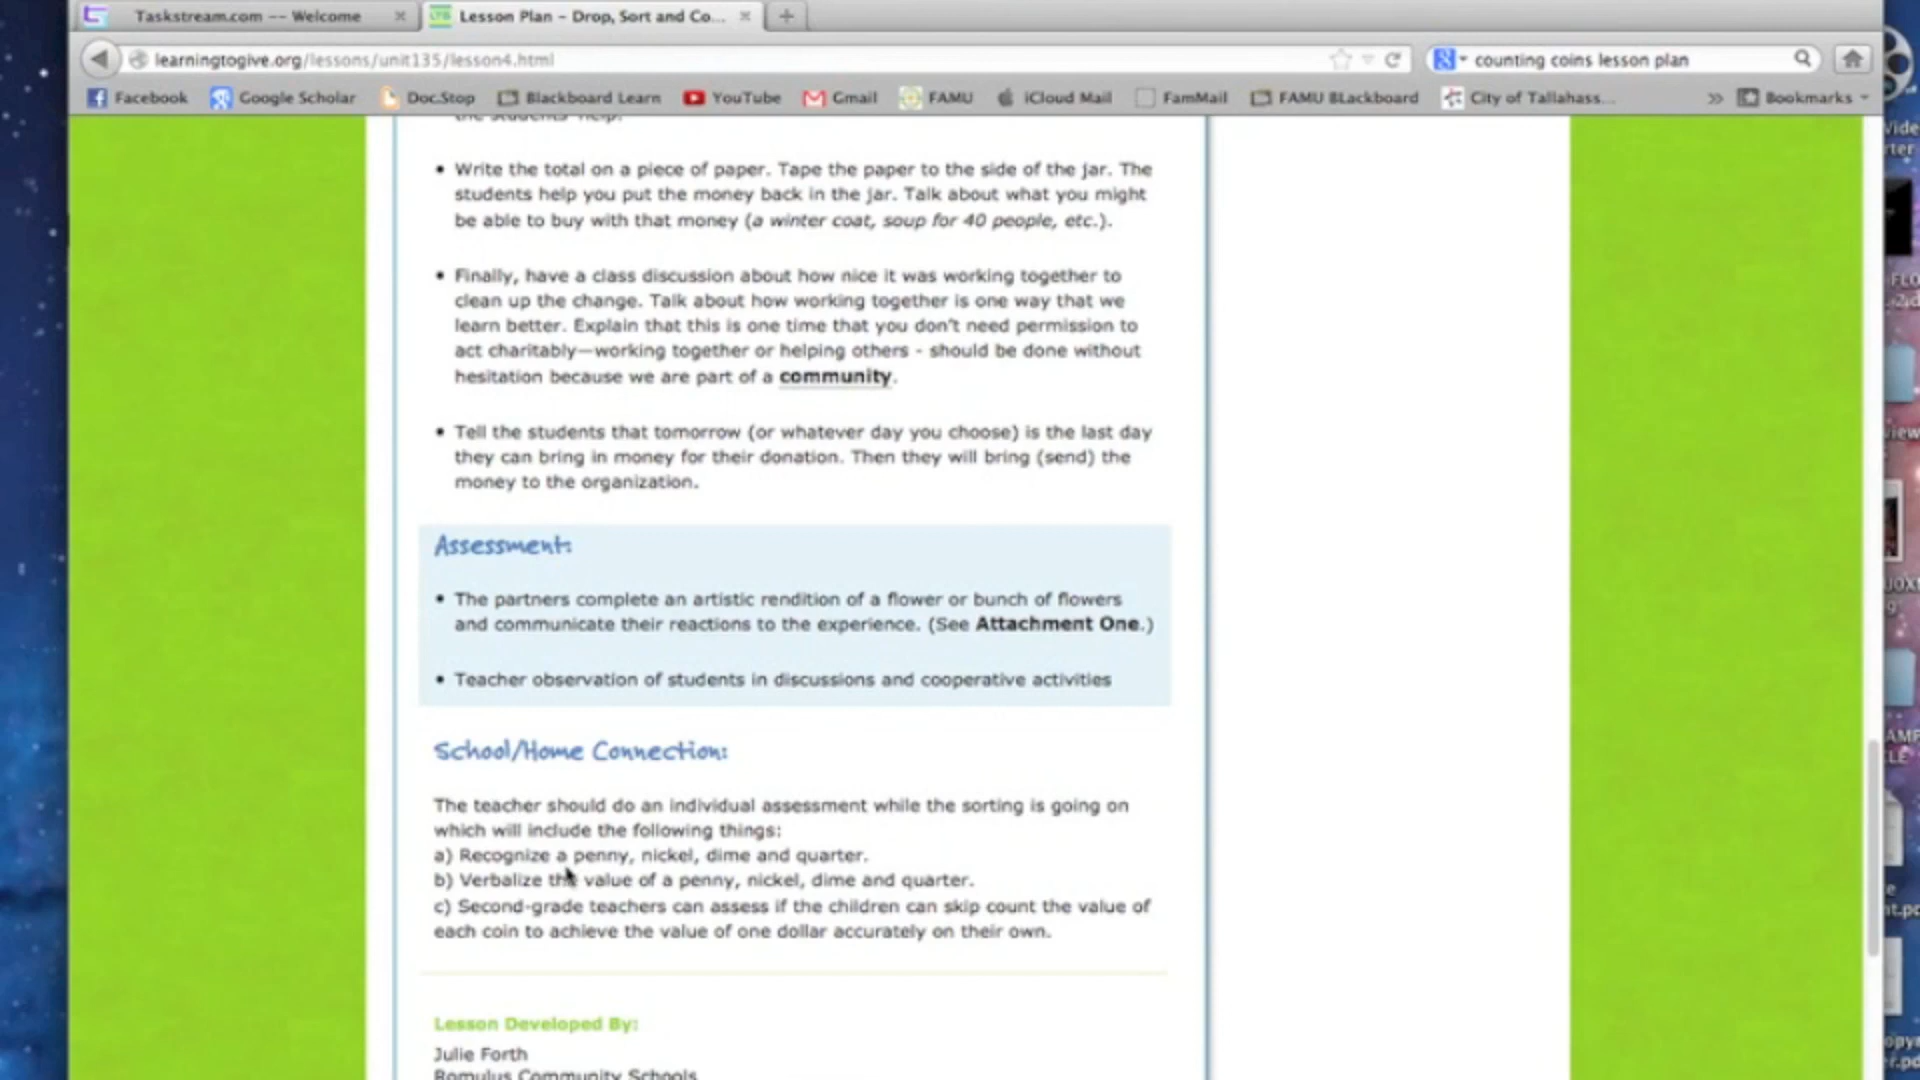 Taskstream.com -- Welcome
Lesson Plan – Drop, Sort and Co...
learningtogive.org/lessons/unit135/lesson4.html
counting coins lesson plan
Facebook
Google Scholar
Doc.Stop
Blackboard Learn
YouTube
Gmail
FAMU
iCloud Mail
FamMail
FAMU BLackboard
City of Tallahass...
Bookmarks
the students' help.
• Write the total on a piece of paper. Tape the paper to the side of the jar. The
students help you put the money back in the jar. Talk about what you might
be able to buy with that money (a winter coat, soup for 40 people, etc.).
• Finally, have a class discussion about how nice it was working together to
clean up the change. Talk about how working together is one way that we
learn better. Explain that this is one time that you don't need permission to
act charitably—working together or helping others - should be done without
hesitation because we are part of a community.
• Tell the students that tomorrow (or whatever day you choose) is the last day
they can bring in money for their donation. Then they will bring (send) the
money to the organization.
Assessment:
• The partners complete an artistic rendition of a flower or bunch of flowers
and communicate their reactions to the experience. (See Attachment One.)
• Teacher observation of students in discussions and cooperative activities
School/Home Connection:
The teacher should do an individual assessment while the sorting is going on
which will include the following things:
a) Recognize a penny, nickel, dime and quarter.
b) Verbalize the value of a penny, nickel, dime and quarter.
c) Second-grade teachers can assess if the children can skip count the value of
each coin to achieve the value of one dollar accurately on their own.
Lesson Developed By:
Julie Forth
Romulus Community Schools